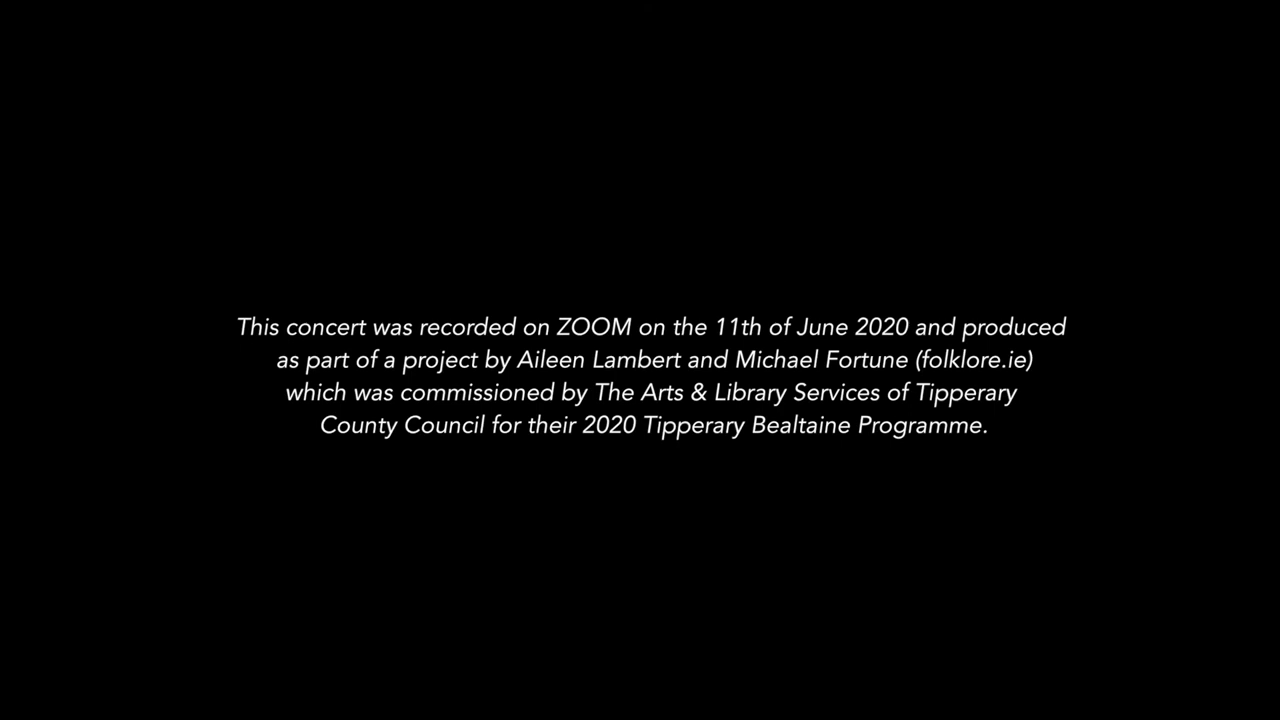 This concert was recorded on ZOOM on the 11th of June 2020 and produced
as part of a project by Aileen Lambert and Michael Fortune (folklore.ie)
which was commissioned by The Arts & Library Services of Tipperary
County Council for their 2020 Tipperary Bealtaine Programme.